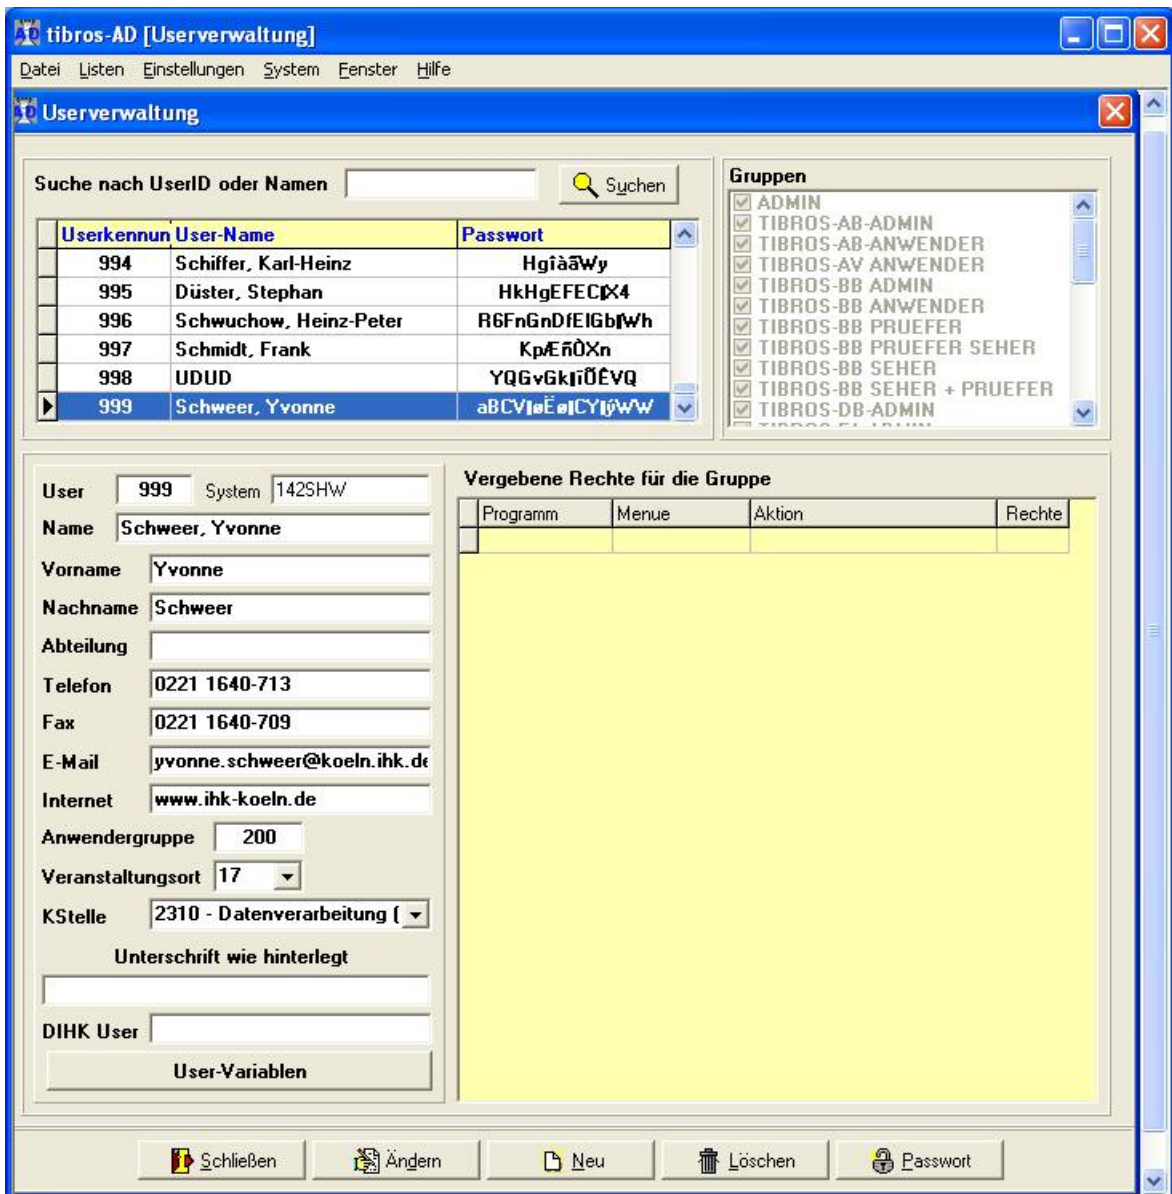 tibros-AD [Userverwaltung]
Datei Listen Einstellungen System Fenster Hilfe
Userverwaltung
Suche nach UserID oder Namen Suchen
Userkennun User-Name Passwort
994 Schiffer, Karl-Heinz
995 Düster, Stephan
996 Schwuchow, Heinz-Peter
997 Schmidt, Frank
998 UDUD
999 Schweer, Yvonne
Gruppen
ADMIN
TIBROS-AB-ADMIN
TIBROS-AB-ANWENDER
TIBROS-AV ANWENDER
TIBROS-BB ADMIN
TIBROS-BB ANWENDER
TIBROS-BB PRUEFER
TIBROS-BB PRUEFER SEHER
TIBROS-BB SEHER
TIBROS-BB SEHER + PRUEFER
TIBROS-DB-ADMIN
User 999 System 142SHW
Name Schweer, Yvonne
Vorname Yvonne
Nachname Schweer
Abteilung
Telefon 0221 1640-713
Fax 0221 1640-709
E-Mail yvonne.schweer@koeln.ihk.de
Internet www.ihk-koeln.de
Anwendergruppe 200
Veranstaltungsort 17
KStelle 2310 - Datenverarbeitung (
Unterschrift wie hinterlegt
DIHK User
User-Variablen
Vergebene Rechte für die Gruppe
Programm Menue Aktion Rechte
Schließen Ändern Neu Löschen Passwort